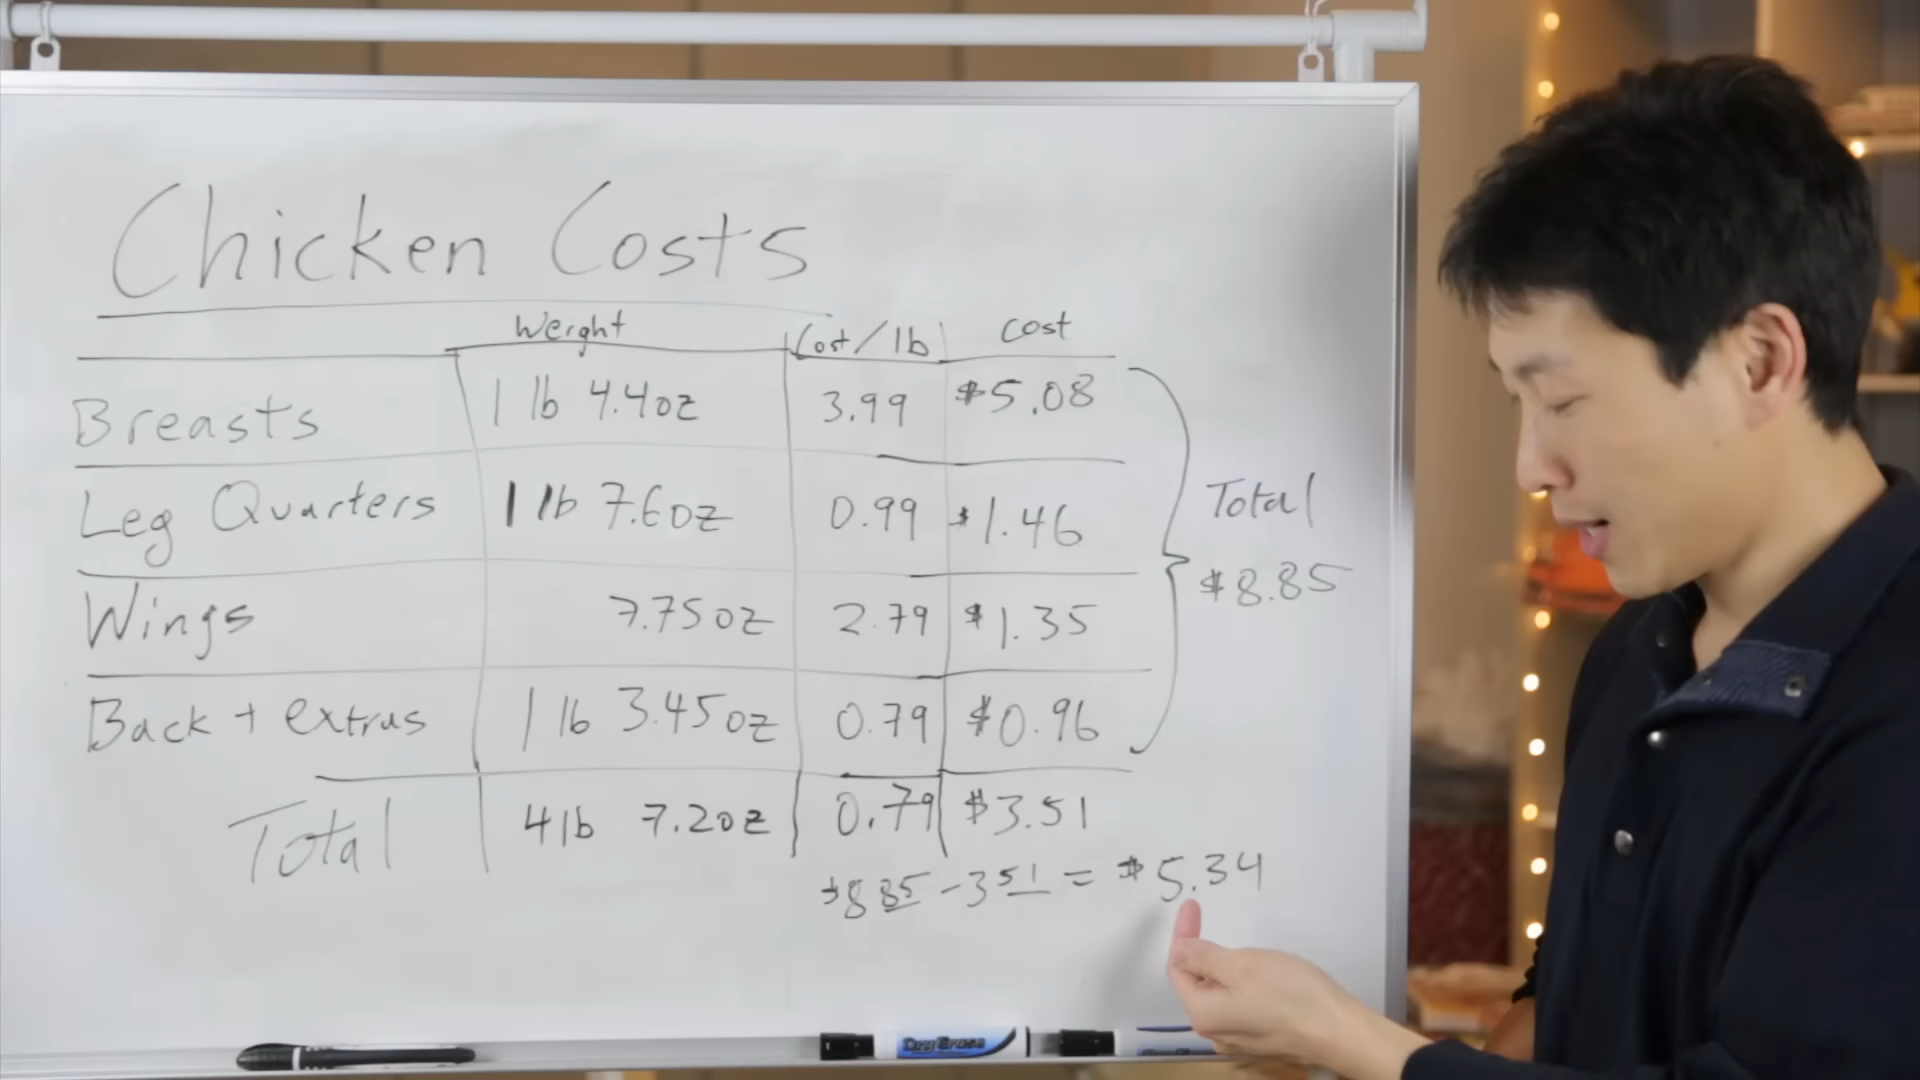 Chicken Costs
Weight Cost/lb Cost
Breasts 1 lb 4.4oz 3.99 $5.08
Leg Quarters 1 lb 7.6oz 0.99 $1.46
Wings 7.75oz 2.79 $1.35
Back + extras 1 lb 3.45oz 0.79 $0.96
Total
$8.85
Total 4 lb 7.2oz 0.79 $3.51
$8 85 - 3 51 = $5.34